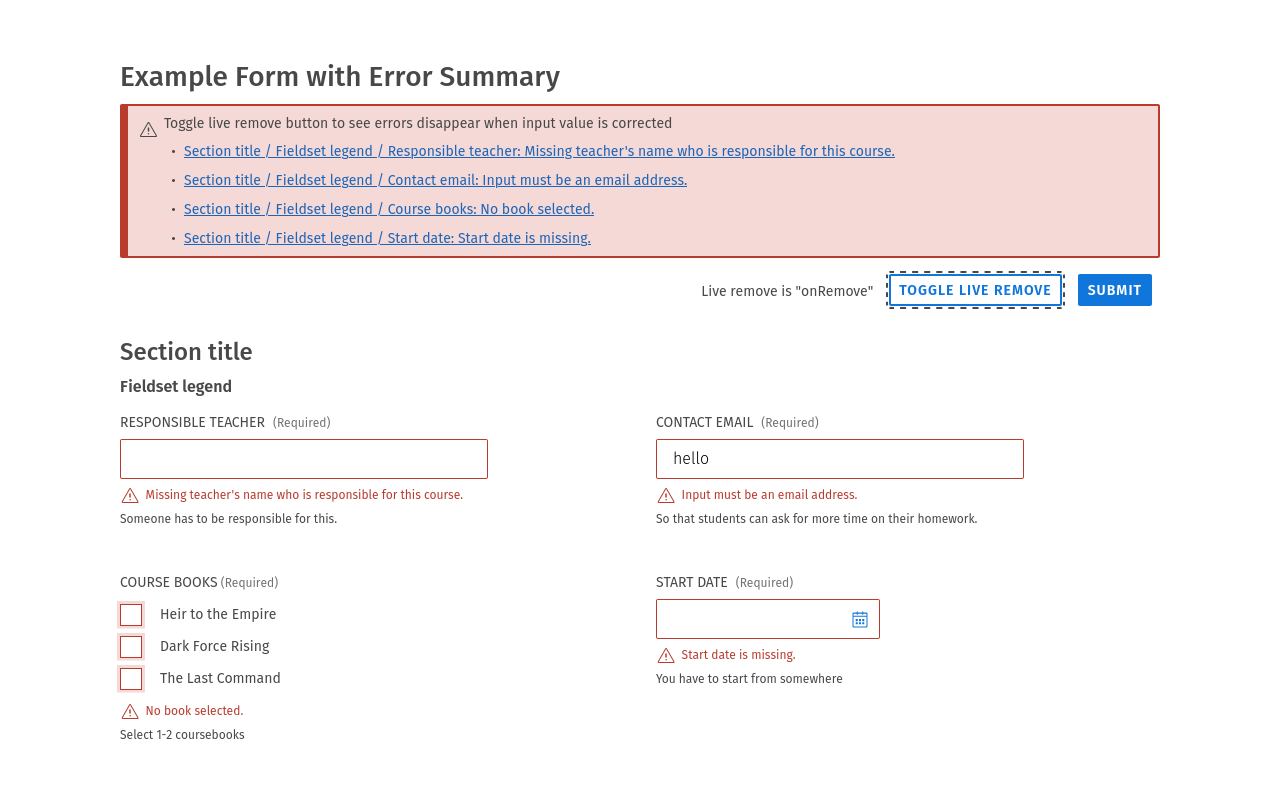 Example Form with Error Summary
Toggle live remove button to see errors disappear when input value is corrected
• Section title / Fieldset legend / Responsible teacher: Missing teacher's name who is responsible for this course.
• Section title / Fieldset legend / Contact email: Input must be an email address.
• Section title / Fieldset legend / Course books: No book selected.
• Section title / Fieldset legend / Start date: Start date is missing.
Live remove is "onRemove" TOGGLE LIVE REMOVE SUBMIT
Section title
Fieldset legend
RESPONSIBLE TEACHER (Required)
Missing teacher's name who is responsible for this course.
Someone has to be responsible for this.
CONTACT EMAIL (Required)
hello
Input must be an email address.
So that students can ask for more time on their homework.
COURSE BOOKS (Required)
Heir to the Empire
Dark Force Rising
The Last Command
No book selected.
Select 1-2 coursebooks
START DATE (Required)
Start date is missing.
You have to start from somewhere